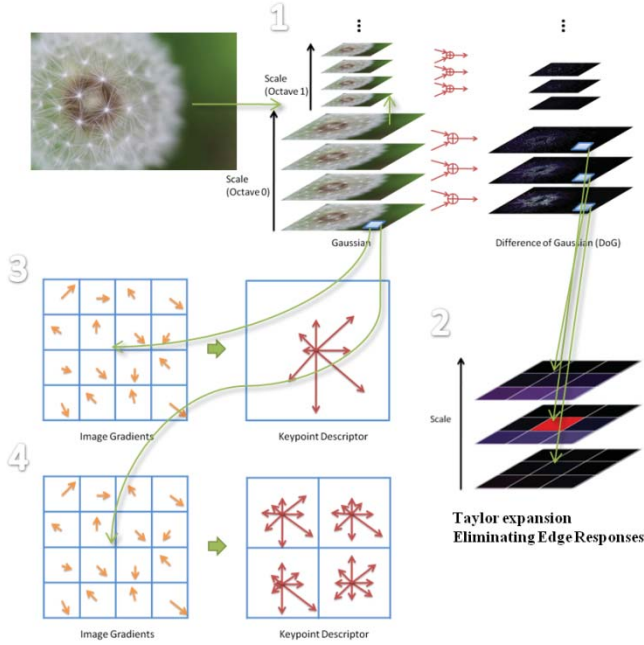 1
⋮
⋮
Scale
(Octave 1)
Scale
(Octave 0)
Gaussian
Difference of Gaussian (DoG)
3
2
Scale
Image Gradients
Keypoint Descriptor
4
Taylor expansion
Eliminating Edge Responses
Image Gradients
Keypoint Descriptor